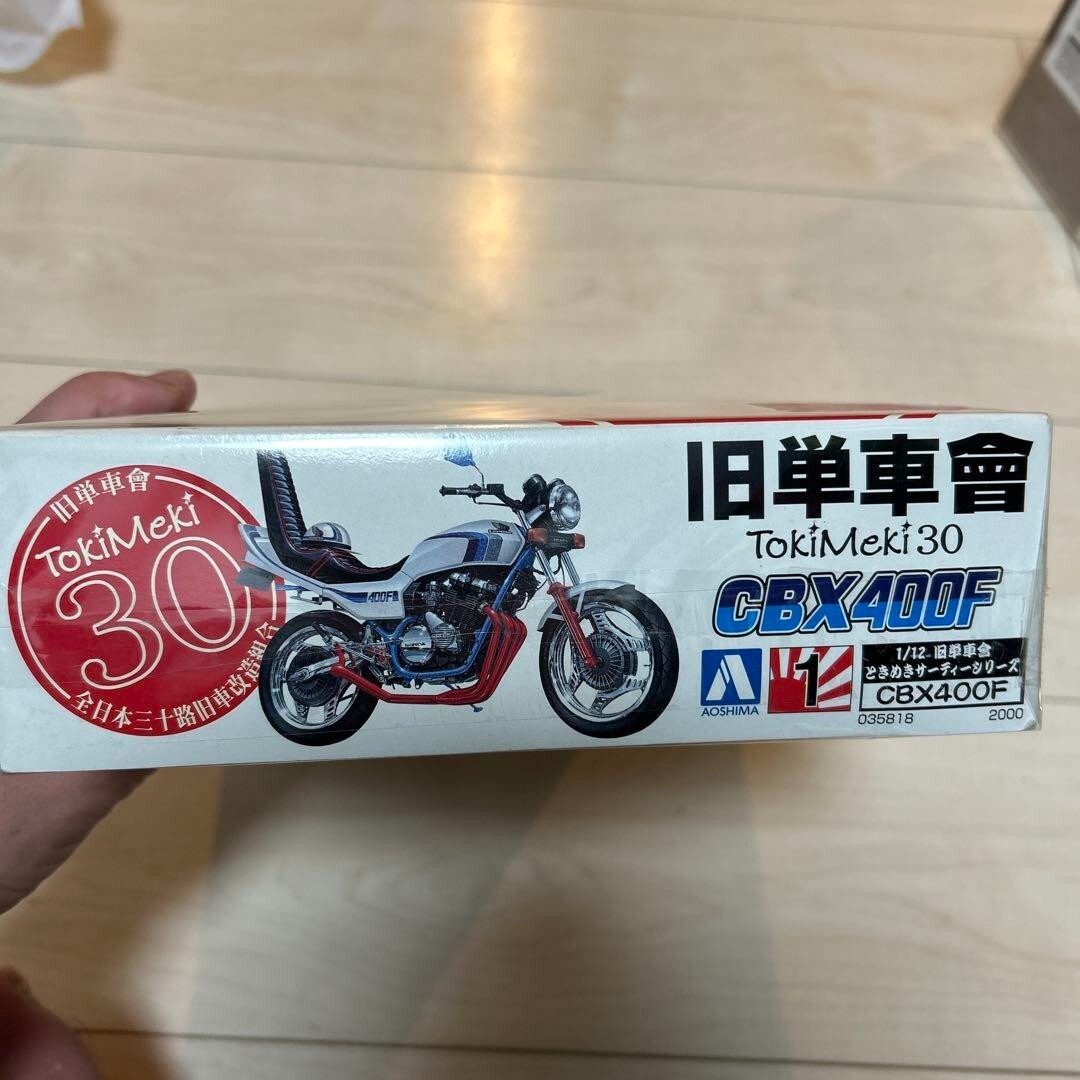 旧単車會
TokiMeki
30
全日本三十路旧車改造組合
400F
旧単車會
TokiMeki 30
CBX400F
AOSHIMA
1
1/12 旧単車會
ときめきサーティーシリーズ
CBX400F
035818 2000